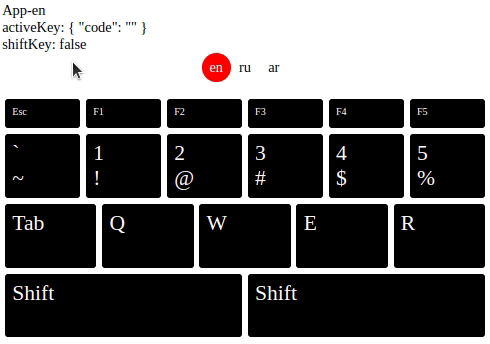 App-en
activeKey: { "code": "" }
shiftKey: false
en ru ar
Esc F1 F2 F3 F4 F5
` 1 2 3 4 5
~ ! @ # $ %
Tab Q W E R
Shift Shift